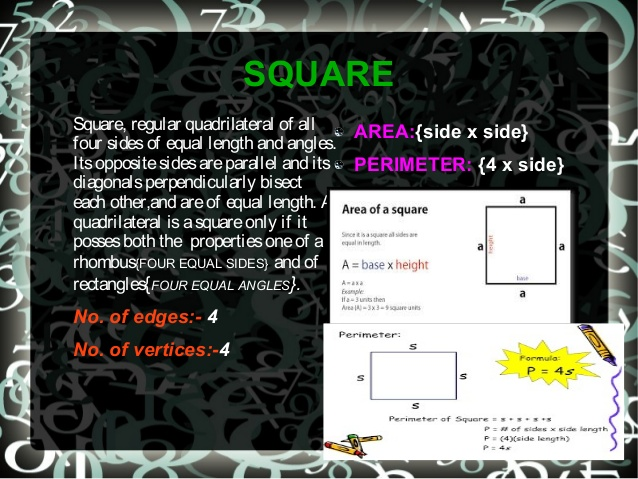 SQUARE
Square, regular quadrilateral of all
four sides of equal length and angles.
Its opposite sides are parallel and its
diagonals perpendicularly bisect
each other,and are of equal length. A
quadrilateral is a square only if it
posses both the properties one of a
rhombus{FOUR EQUAL SIDES} and of
rectangles{FOUR EQUAL ANGLES}.
No. of edges:- 4
No. of vertices:-4
AREA:{side x side}
PERIMETER: {4 x side}
Area of a square
Since it is a square all sides are
equal in length.
A = base x height
A = a x a
Example:
If a = 3 units then
Area (A) = 3 x 3 = 9 square units
a
a
height
a
base
a
Perimeter:
s
s
s
s
Formula:
P = 4s
Perimeter of Square = s + s + s +s
P = # of sides x side length
P = (4)(side length)
P = 4s